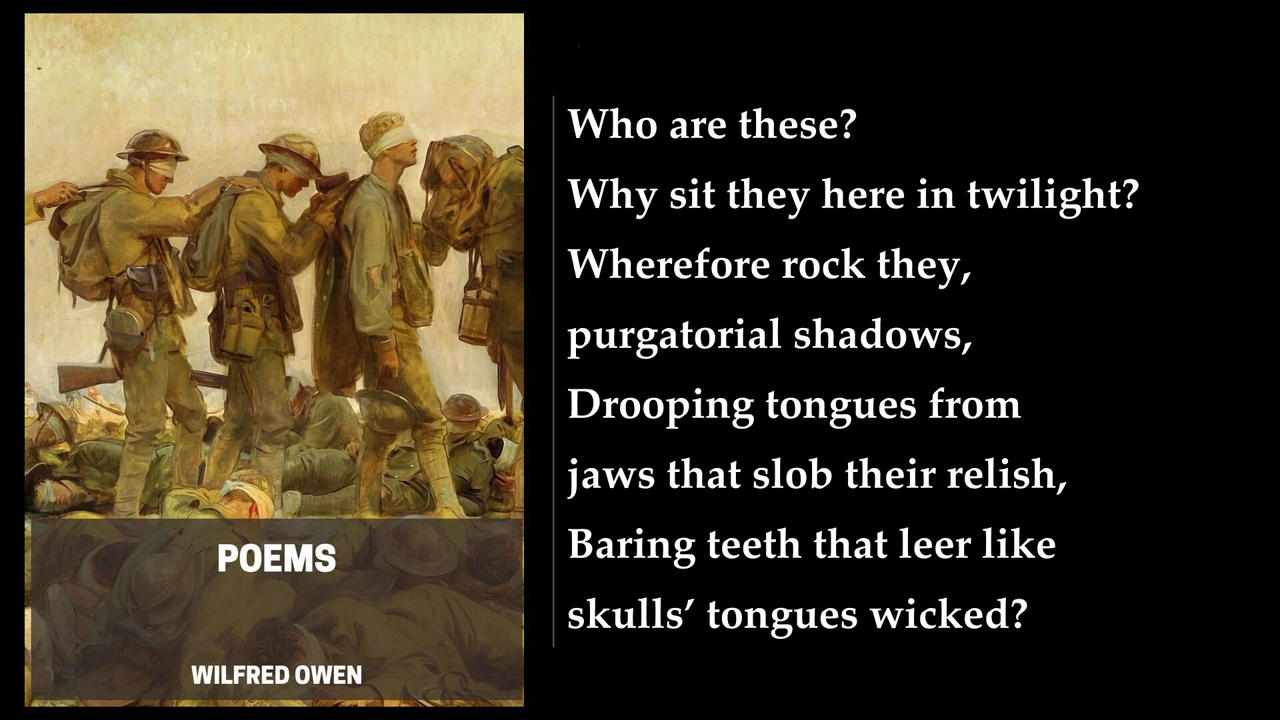 POEMS
WILFRED OWEN
Who are these?
Why sit they here in twilight?
Wherefore rock they,
purgatorial shadows,
Drooping tongues from
jaws that slob their relish,
Baring teeth that leer like
skulls’ tongues wicked?